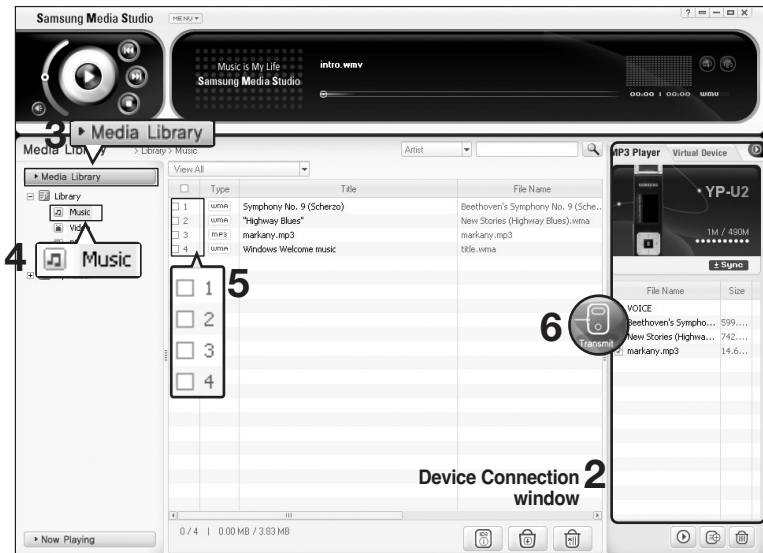 Samsung Media Studio
MENU
Music is My Life
Samsung Media Studio
intro.wmv
00:00 | 00:00 wmv
3
Media Library
Media Library > Library > Music
Artist
MP3 Player
Virtual Device
Media Library
View All
Library
Music
4
Music
Type
Title
File Name
1 wma Symphony No. 9 (Scherzo) Beethoven's Symphony No. 9 (Sche..
2 wma "Highway Blues" New Stories (Highway Blues).wma
3 mp3 markany.mp3 markany.mp3
4 wma Windows Welcome music title.wma
5
1
2
3
4
SAMSUNG
YP-U2
1M / 490M
Sync
File Name
Size
VOICE
Beethoven's Sympho... 599....
New Stories (Highwa... 742....
markany.mp3 14.6...
6
Transmit
Device Connection
window
2
0 / 4 | 0.00 MB / 3.83 MB
Now Playing